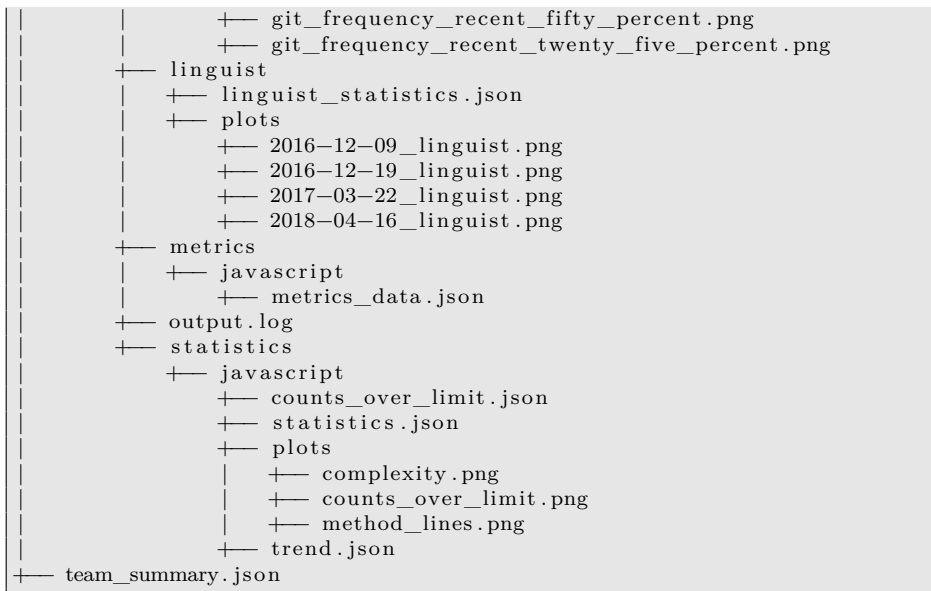 |       |       +── git_frequency_recent_fifty_percent.png
|       |       +── git_frequency_recent_twenty_five_percent.png
|       +── linguist
|       |   +── linguist_statistics.json
|       |   +── plots
|       |       +── 2016−12−09_linguist.png
|       |       +── 2016−12−19_linguist.png
|       |       +── 2017−03−22_linguist.png
|       |       +── 2018−04−16_linguist.png
|       +── metrics
|       |   +── javascript
|       |       +── metrics_data.json
|       +── output.log
|       +── statistics
|           +── javascript
|               +── counts_over_limit.json
|               +── statistics.json
|               +── plots
|               |   +── complexity.png
|               |   +── counts_over_limit.png
|               |   +── method_lines.png
|               +── trend.json
+── team_summary.json